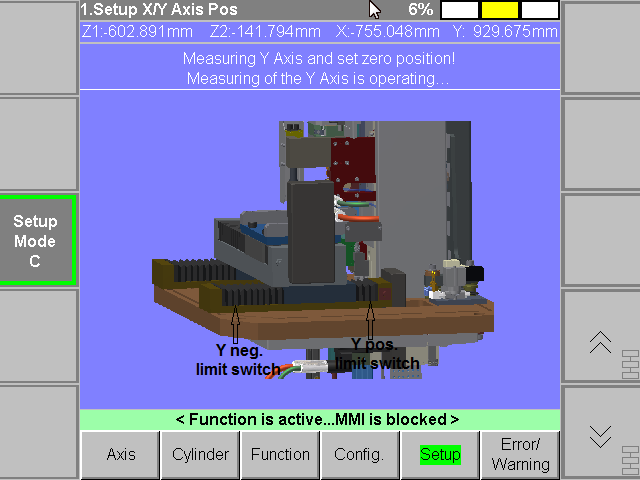 1.Setup X/Y Axis Pos 6%
Z1:-602.891mm Z2:-141.794mm X:-755.048mm Y: 929.675mm
Measuring Y Axis and set zero position!
Measuring of the Y Axis is operating...
Setup
Mode
C
Y neg.
limit switch
Y pos.
limit switch
< Function is active...MMI is blocked >
Axis
Cylinder
Function
Config.
Setup
Error/
Warning